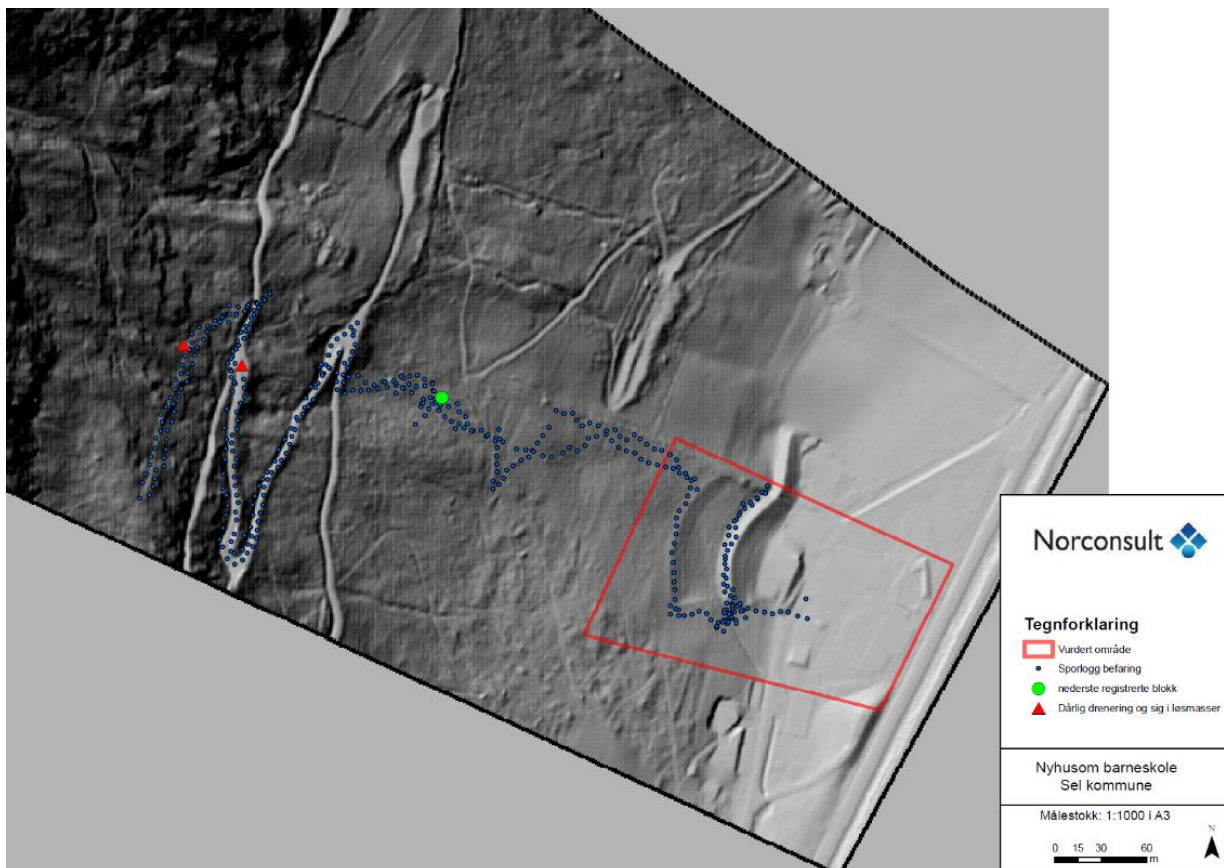 Norconsult
Tegnforklaring
Vurdert område
Sporlogg befaring
nederste registrerte blokk
Dårlig drenering og sig i løsmasser
Nyhusom barneskole
Sel kommune
Målestokk: 1:1000 i A3
N
0 15 30 60
m